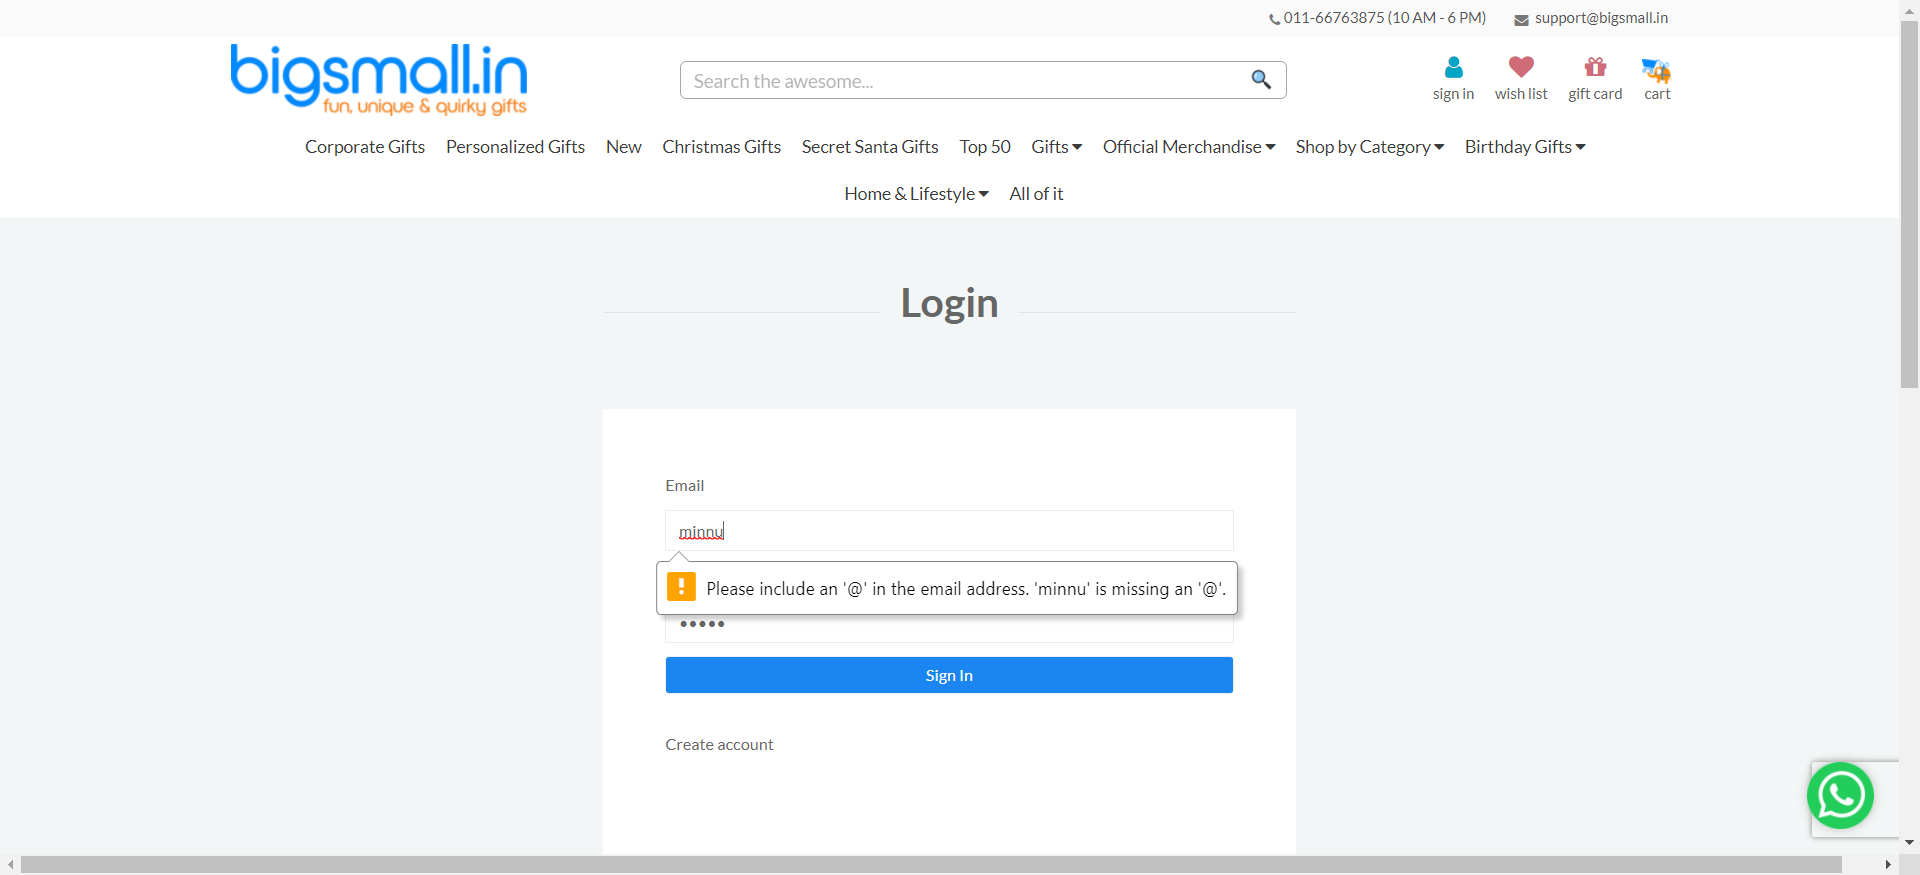 011-66763875 (10 AM - 6 PM) support@bigsmall.in
bigsmall.in
fun, unique & quirky gifts
Search the awesome...
sign in wish list gift card cart
Corporate Gifts Personalized Gifts New Christmas Gifts Secret Santa Gifts Top 50 Gifts Official Merchandise Shop by Category Birthday Gifts
Home & Lifestyle All of it
Login
Email
minnu
Please include an '@' in the email address. 'minnu' is missing an '@'.
•••••
Sign In
Create account